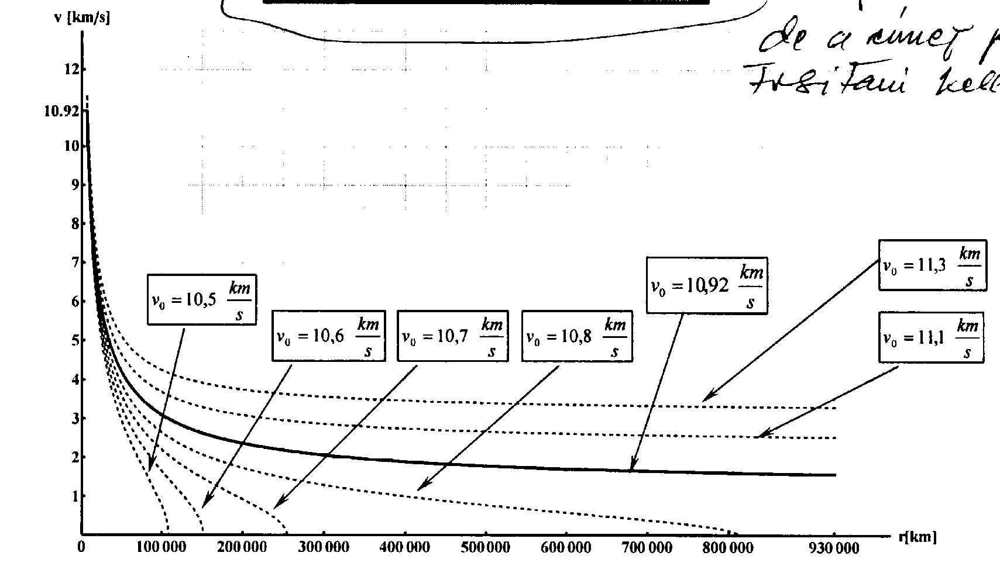 v [km/s]
de a címet
kell
12
10.92
10
9
8
7
6
5
4
3
2
1
v₀ = 10,5 km/s
v₀ = 10,6 km/s
v₀ = 10,7 km/s
v₀ = 10,8 km/s
v₀ = 10,92 km/s
v₀ = 11,3 km/s
v₀ = 11,1 km/s
0 100 000 200 000 300 000 400 000 500 000 600 000 700 000 800 000 930 000
r[km]